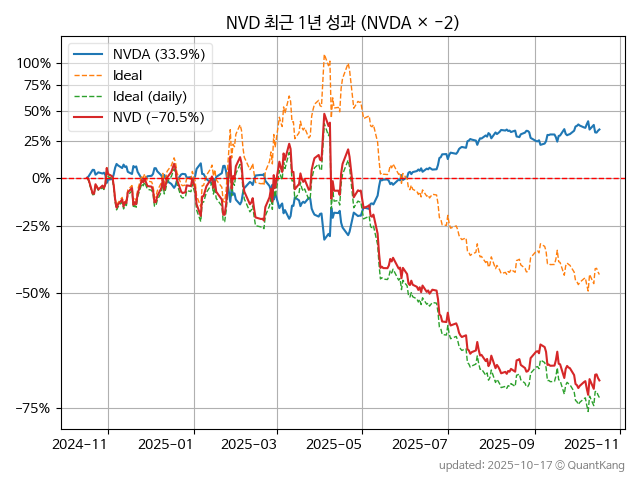 NVD 최근 1년 성과 (NVDA × −2)
NVDA (33.9%)
Ideal
Ideal (daily)
NVD (−70.5%)
100%
75%
50%
25%
0%
−25%
−50%
−75%
2024-11
2025-01
2025-03
2025-05
2025-07
2025-09
2025-11
updated: 2025-10-17 © QuantKang